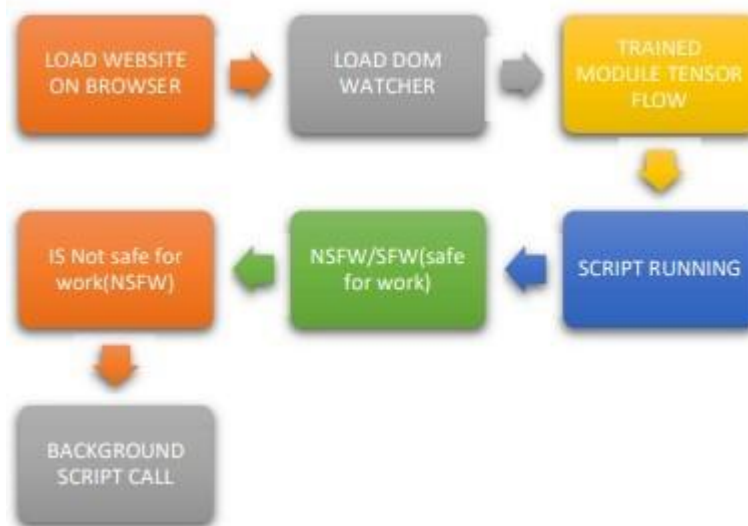 LOAD WEBSITE
ON BROWSER
LOAD DOM
WATCHER
TRAINED
MODULE TENSOR
FLOW
SCRIPT RUNNING
NSFW/SFW(safe
for work)
IS Not safe for
work(NSFW)
BACKGROUND
SCRIPT CALL